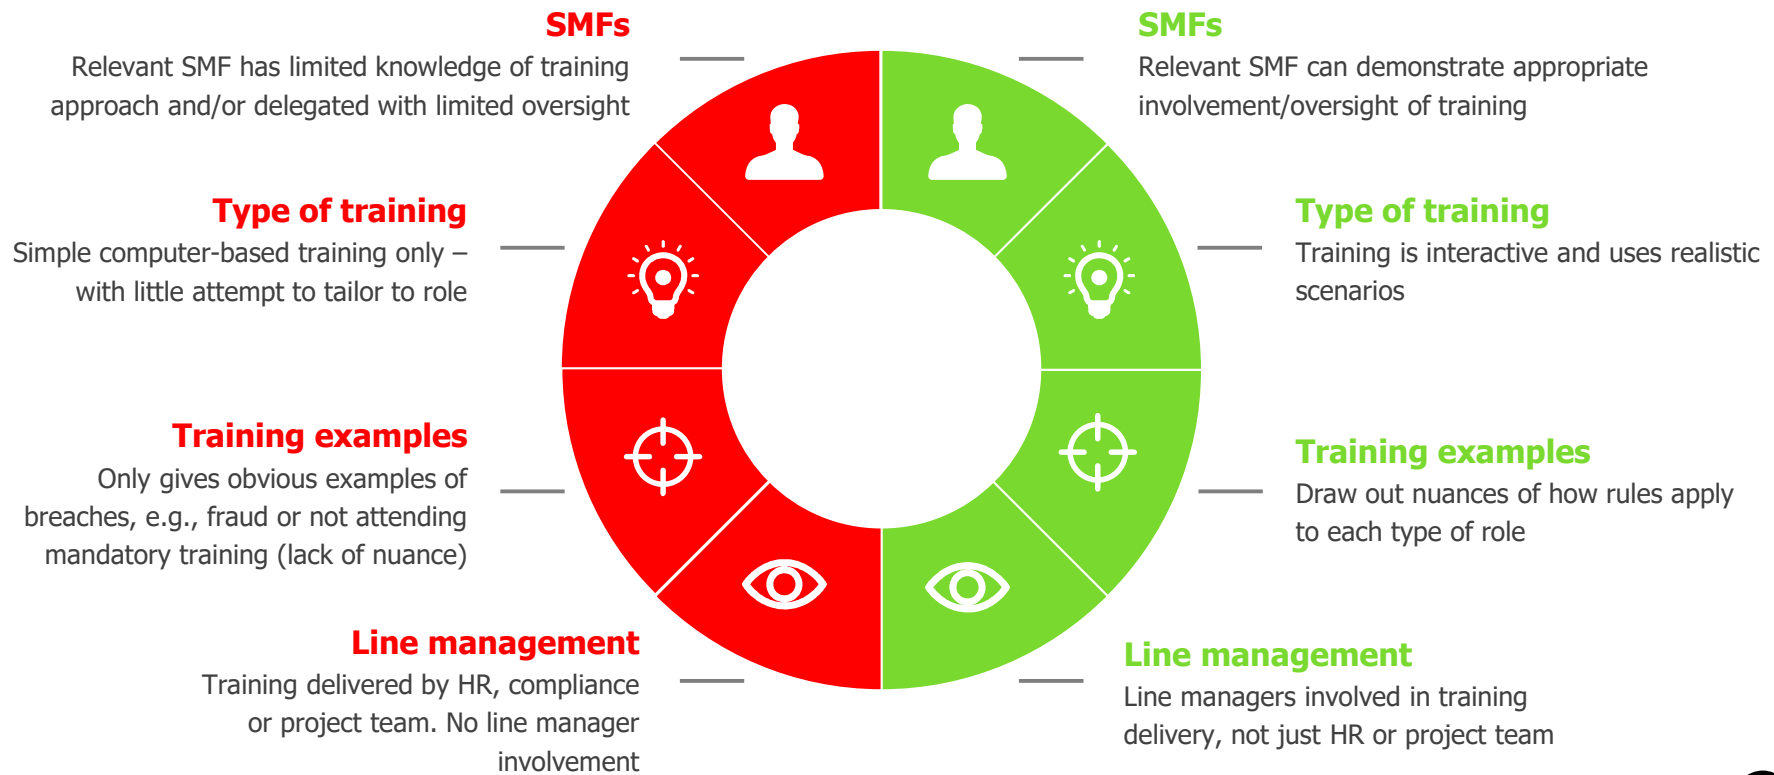 SMFs
Relevant SMF has limited knowledge of training
approach and/or delegated with limited oversight
Type of training
Simple computer-based training only –
with little attempt to tailor to role
Training examples
Only gives obvious examples of
breaches, e.g., fraud or not attending
mandatory training (lack of nuance)
Line management
Training delivered by HR, compliance
or project team. No line manager
involvement
SMFs
Relevant SMF can demonstrate appropriate
involvement/oversight of training
Type of training
Training is interactive and uses realistic
scenarios
Training examples
Draw out nuances of how rules apply
to each type of role
Line management
Line managers involved in training
delivery, not just HR or project team